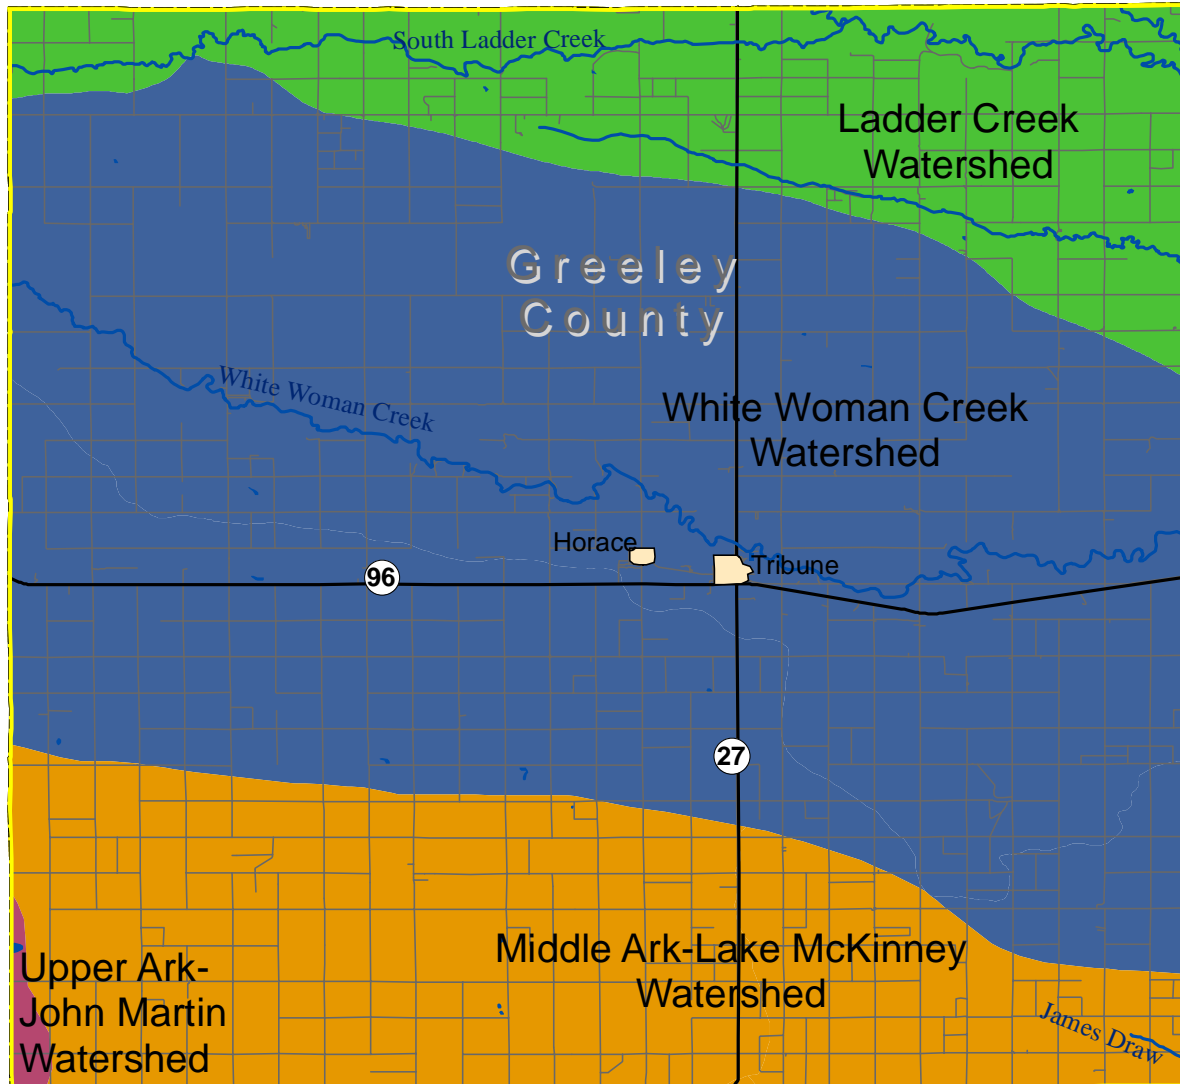 South Ladder Creek
Ladder Creek
Watershed
Greeley
County
White Woman Creek
White Woman Creek
Watershed
Horace
Tribune
96
27
Middle Ark-Lake McKinney
Watershed
Upper Ark-
John Martin
Watershed
James Draw